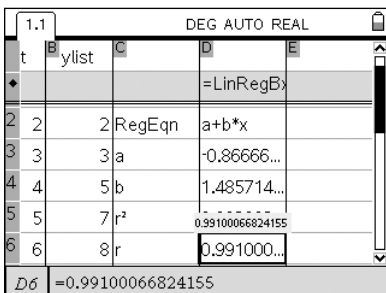 1.1 DEG AUTO REAL
t B ylist C D E
◆ =LinRegBx
2 2 2 RegEqn a+b*x
3 3 3 a -0.86666...
4 4 5 b 1.485714...
5 5 7 r²
0.99100066824155
6 6 8 r 0.991000...
D6 =0.99100066824155